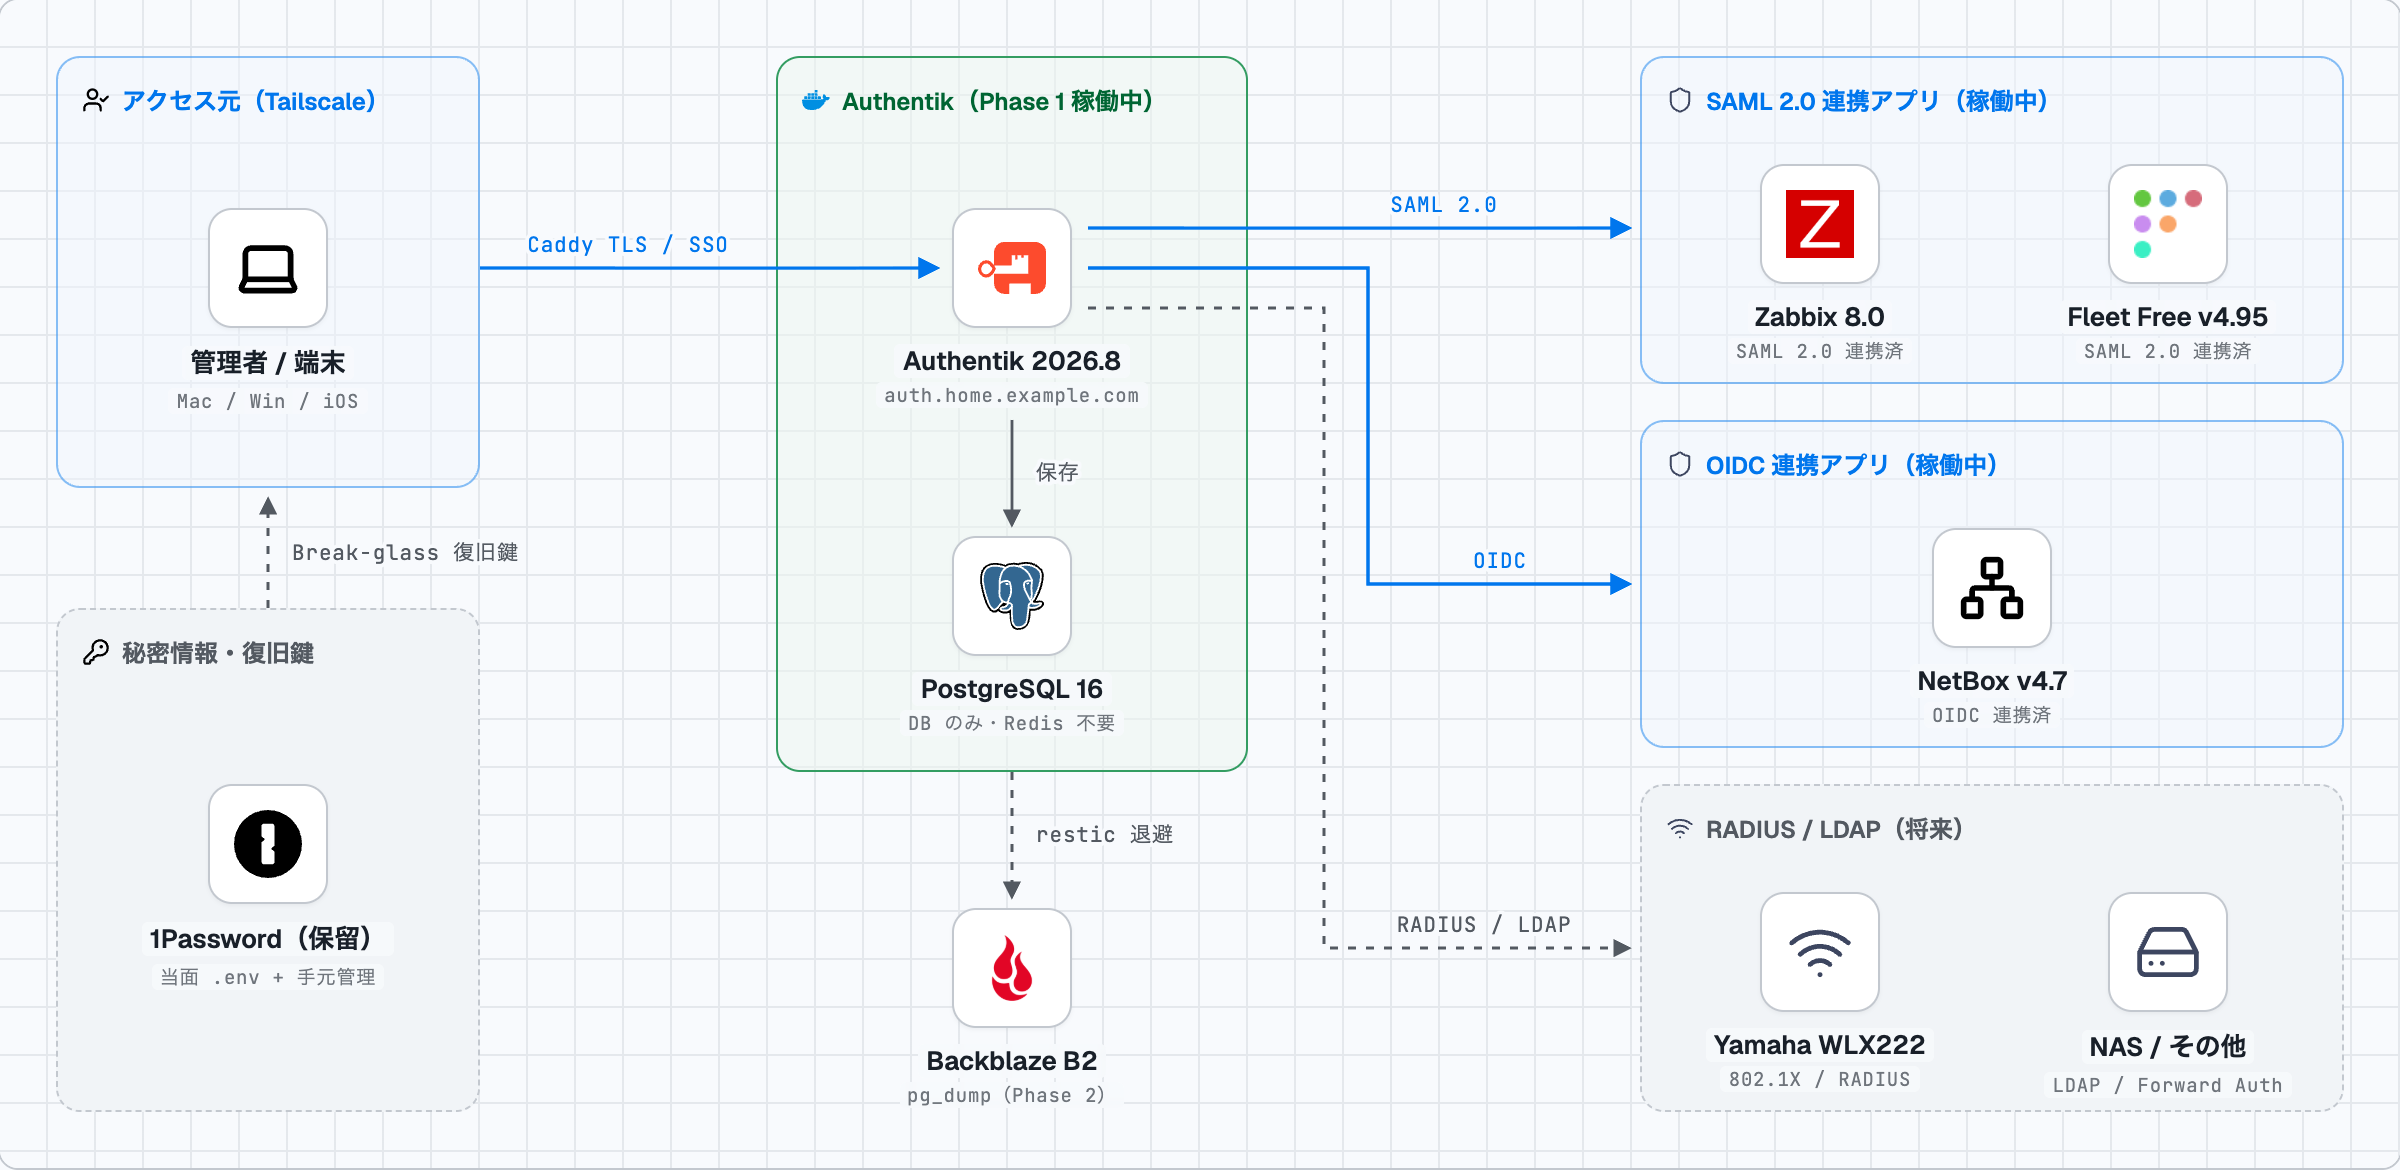 アクセス元（Tailscale）
管理者 / 端末
Mac / Win / iOS
Break-glass 復旧鍵
秘密情報・復旧鍵
1Password（保留）
当面 .env + 手元管理
Caddy TLS / SSO
Authentik（Phase 1 稼働中）
Authentik 2026.8
auth.home.example.com
保存
PostgreSQL 16
DB のみ・Redis 不要
restic 退避
Backblaze B2
pg_dump（Phase 2）
SAML 2.0
OIDC
RADIUS / LDAP
SAML 2.0 連携アプリ（稼働中）
Z
Zabbix 8.0
SAML 2.0 連携済
Fleet Free v4.95
SAML 2.0 連携済
OIDC 連携アプリ（稼働中）
NetBox v4.7
OIDC 連携済
RADIUS / LDAP（将来）
Yamaha WLX222
802.1X / RADIUS
NAS / その他
LDAP / Forward Auth